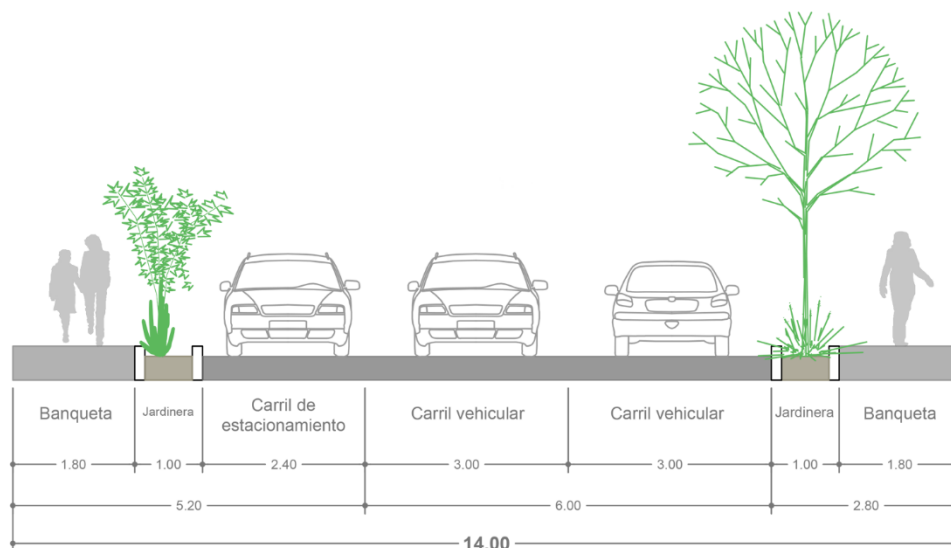 Banqueta
Jardinera
Carril de
estacionamiento
Carril vehicular
Carril vehicular
Jardinera
Banqueta
1.80
1.00
2.40
3.00
3.00
1.00
1.80
5.20
6.00
2.80
14.00